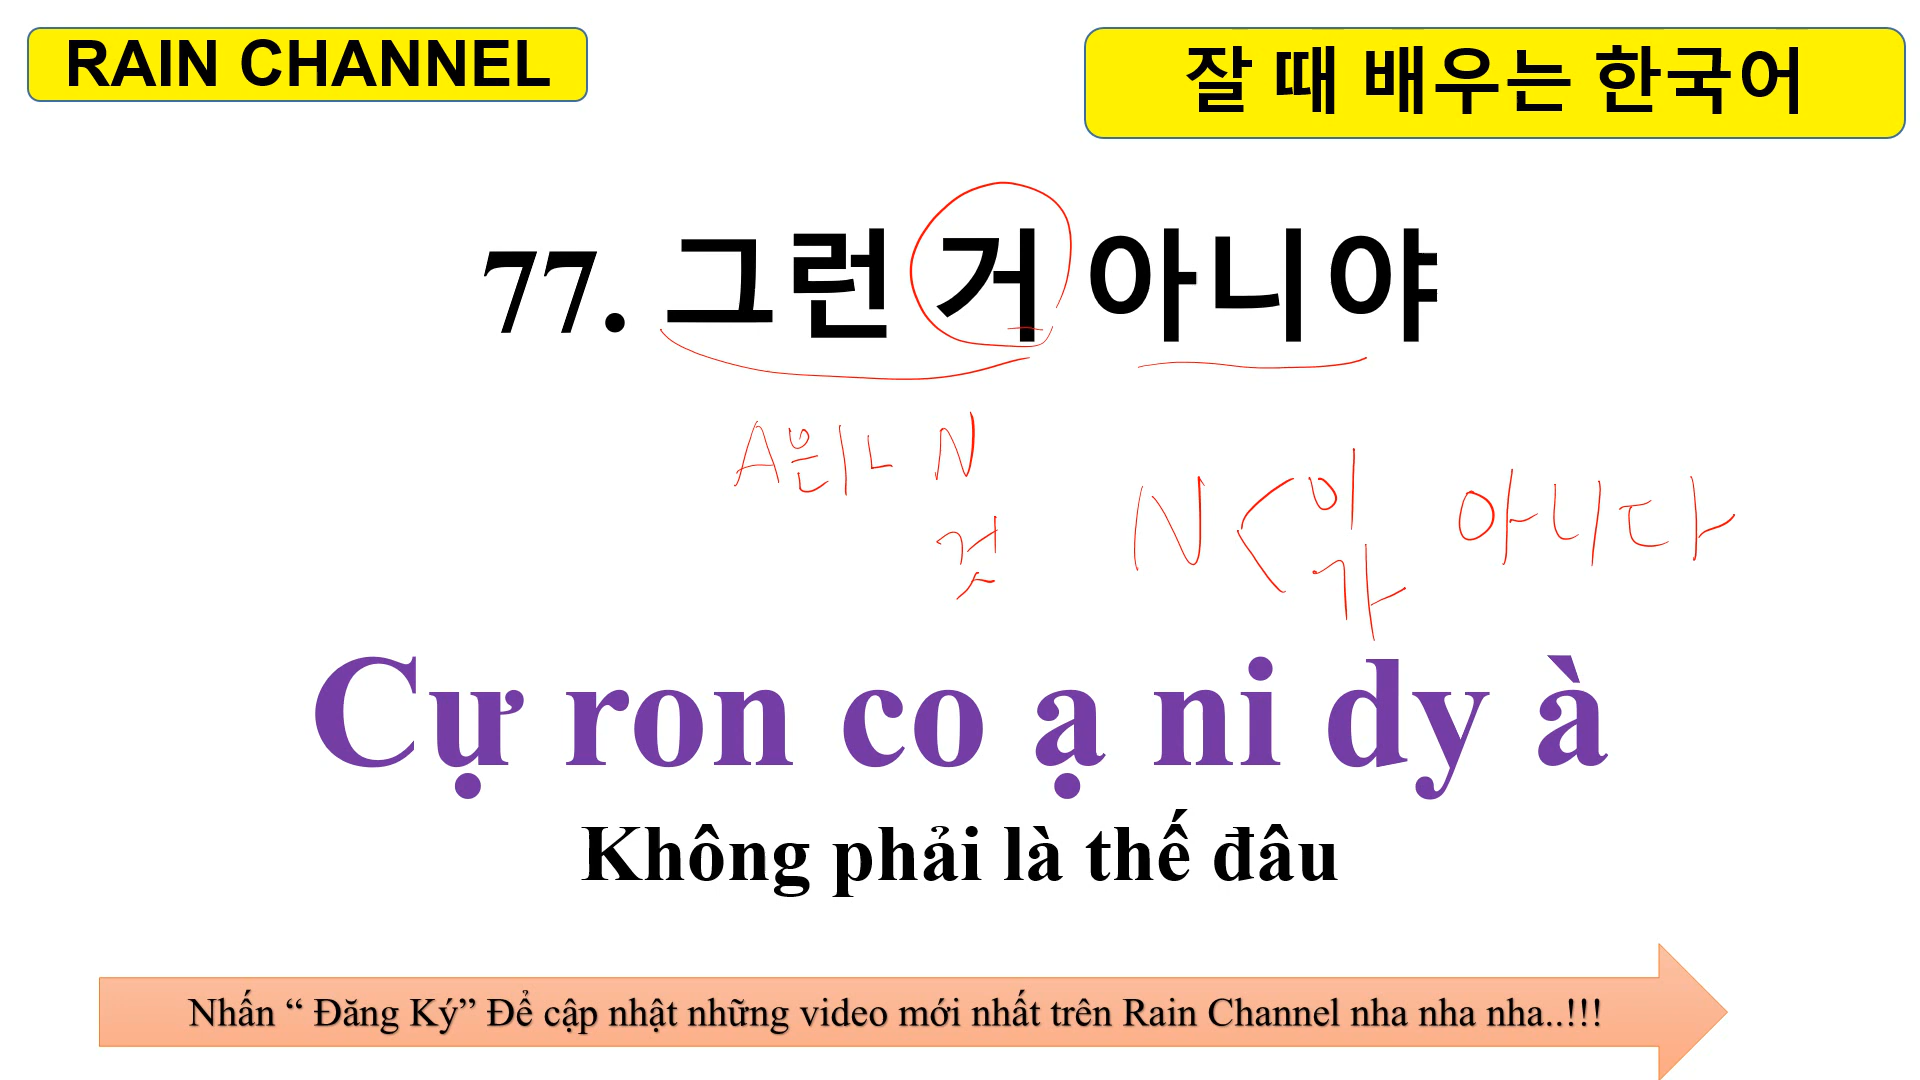 RAIN CHANNEL
잘 때 배우는 한국어
77. 그런 거 아니야
A 은/ㄴ N
것
N < 이 아니다
가
Cự ron co ạ ni dy à
Không phải là thế đâu
Nhấn “ Đăng Ký” Để cập nhật những video mới nhất trên Rain Channel nha nha nha..!!!